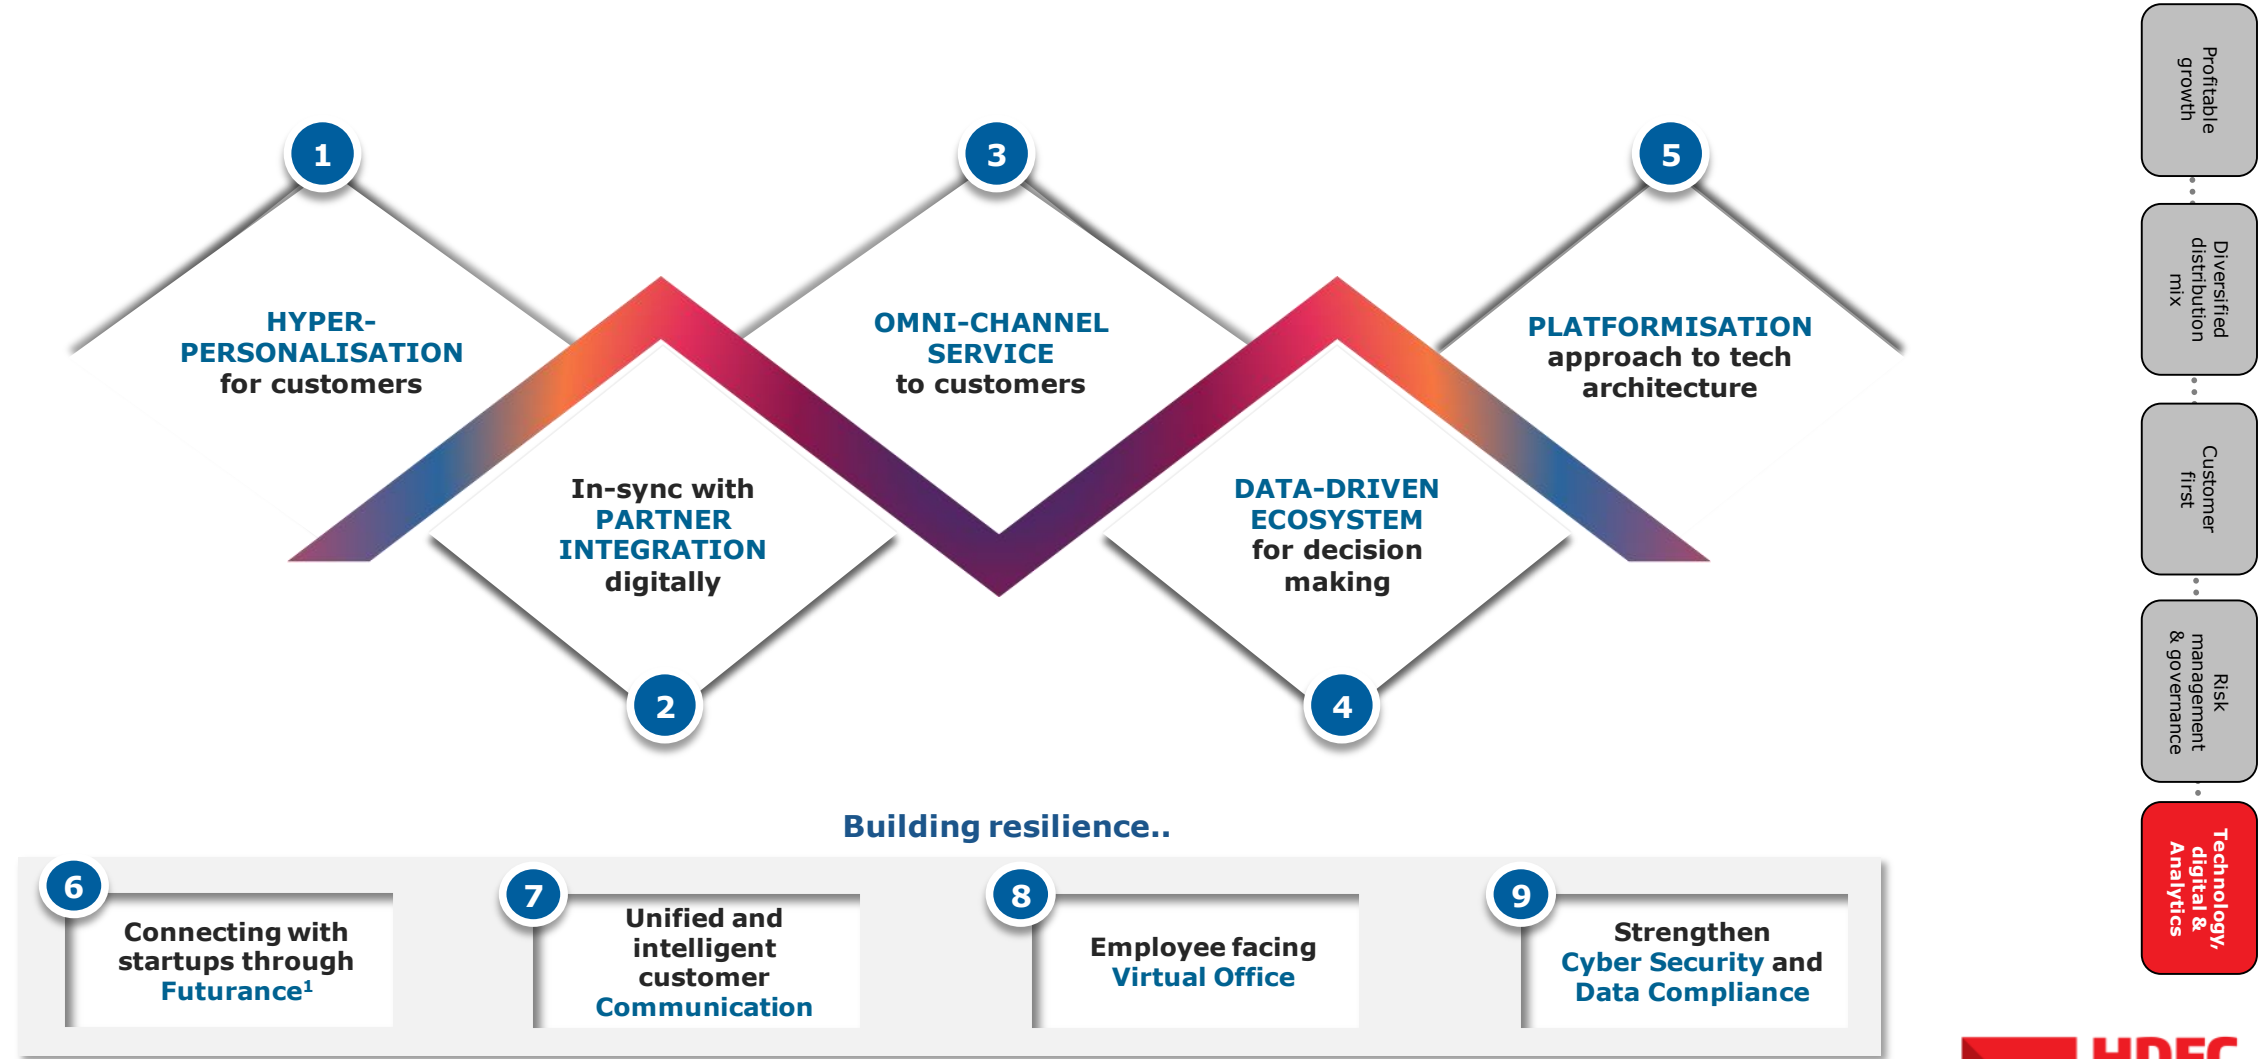 1
HYPER-
PERSONALISATION
for customers
2
In-sync with
PARTNER
INTEGRATION
digitally
3
OMNI-CHANNEL
SERVICE
to customers
4
DATA-DRIVEN
ECOSYSTEM
for decision
making
5
PLATFORMISATION
approach to tech
architecture
Building resilience..
6
Connecting with
startups through
Futurance¹
7
Unified and
intelligent
customer
Communication
8
Employee facing
Virtual Office
9
Strengthen
Cyber Security and
Data Compliance
Profitable
growth
Diversified
distribution
mix
Customer
first
Risk
management
& governance
Technology,
digital &
Analytics
HDFC